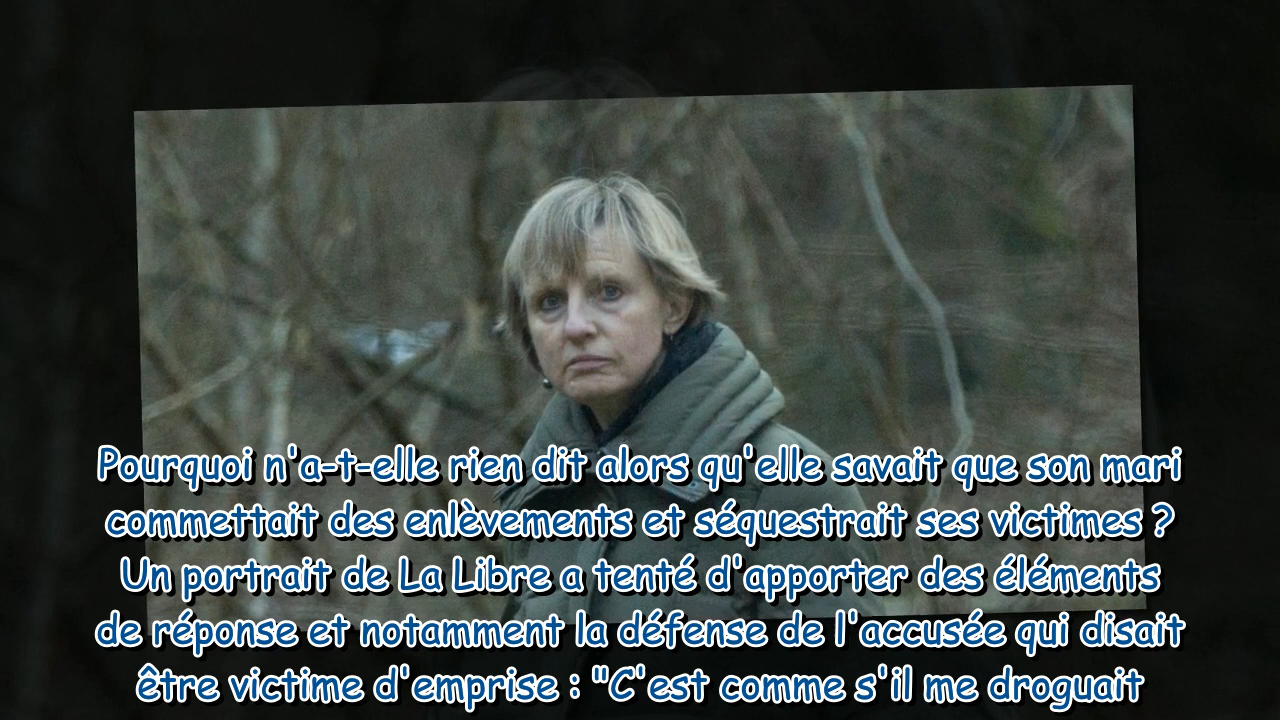 Pourquoi n'a-t-elle rien dit alors qu'elle savait que son mari
commettait des enlèvements et séquestrait ses victimes ?
Un portrait de La Libre a tenté d'apporter des éléments
de réponse et notamment la défense de l'accusée qui disait
être victime d'emprise : "C'est comme s'il me droguait